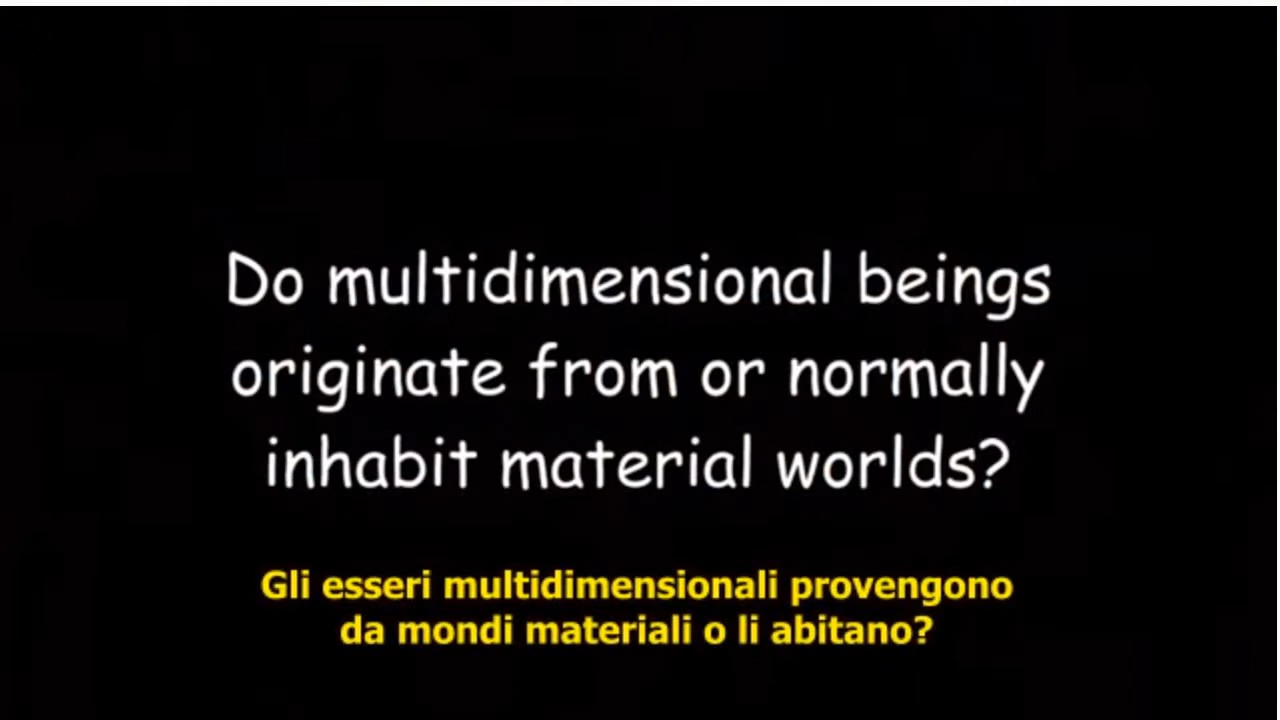 Do multidimensional beings
originate from or normally
inhabit material worlds?
Gli esseri multidimensionali provengono
da mondi materiali o li abitano?